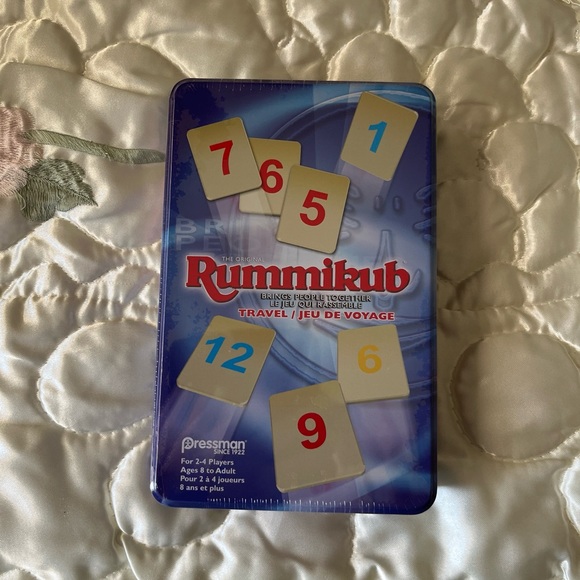 7
6
1
5
BR
PE
THE ORIGINAL
Rummikub
BRINGS PEOPLE TOGETHER
LE JEU QUI RASSEMBLE
TRAVEL / JEU DE VOYAGE
12
6
9
Pressman
SINCE 1922
For 2-4 Players
Ages 8 to Adult
Pour 2 à 4 joueurs
8 ans et plus